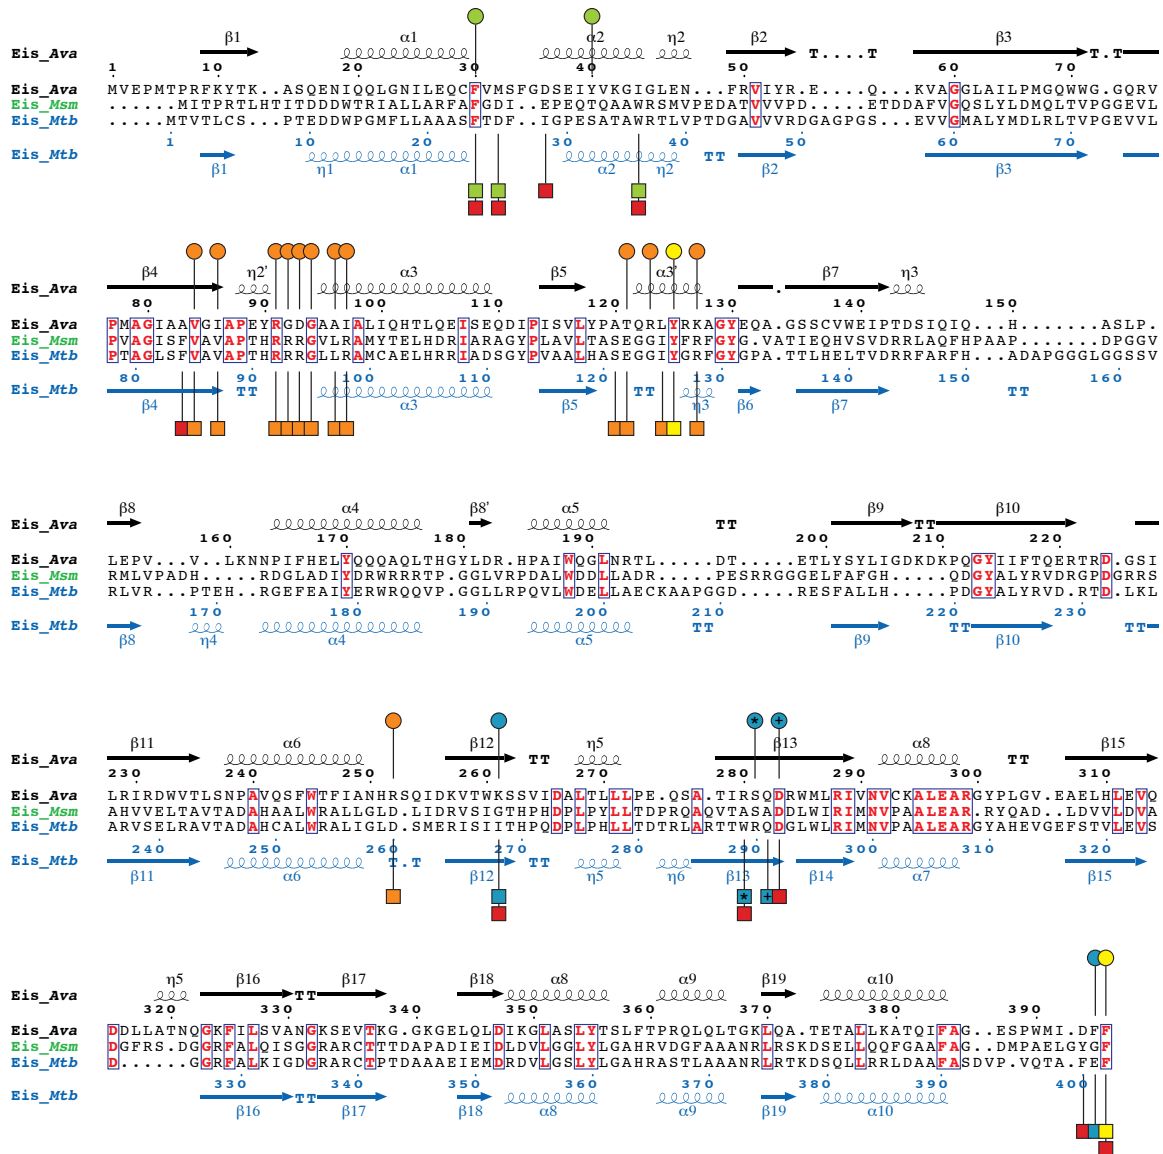 β1 α1 α2 η2 β2 β3
Eis_Ava T....T T.T
1 10 20 30 40 50 60 70
Eis_Ava MVEPMTPRFKYTK..ASQENIQQLGNILEQCFVMSFGDSEIYVKGIGLEN...FRVIYR.E....Q...KVAGGLAILPMGQWWG.GQRV
Eis_Msm ......MITPRTLHTITDDDWTRIALLARFAFGDI..EPEQTQAAWRSMVPEDATVVVPD....ETDDAFVGQSLYLDMQLTVPGGEVL
Eis_Mtb .....MTVTLCS...PTEDDWPGMFLLAAASFTDF...IGPESATAWRTLVPTDGAVVVRDGAGPGS..EVVGMALYMDLRLTVPGEVVL
1 10 20 30 40 50 60 70
Eis_Mtb TT
β1 η1 α1 α2 η2 β2 β3
β4 η2' α3 β5 α3' β7 η3
Eis_Ava .
80 90 100 110 120 130 140 150
Eis_Ava PMAGIAAVGIAPEYRGDGAAIALIQHTLQEISEQDIPISVLYPATQRLYRKAGYEQA.GSSCVWEIPTDSIQIQ...H.......ASLP.
Eis_Msm PVAGISFVAVAPTHRRRGVLRAMYTELHDRIARAGYPLAVLTASEGGIYFRFGYG.VATIEQHVSVDRRLAQFHPAAP.......DPGGV
Eis_Mtb PTAGLSFVAVAPTHRRRGLLRAMCAELHRRIADSGYPVAALHASEGGIYGRFGYGPA.TTLHELTVDRRFARFH...ADAPGGGLGGSSV
80 90 100 110 120 130 140 150 160
Eis_Mtb TT TT TT
β4 α3 β5 η3 β6 β7
β8 α4 β8' α5 β9 β10
Eis_Ava TT TT
160 170 180 190 200 210 220
Eis_Ava LEPV...V..LKNNPIFHELYQQQAQLTHGYLDR.HPAIWQGLNRTL.....DT....ETLYSYLIGDKDKPQGYIIFTQERTRD.GSI
Eis_Msm RMLVPADH.....RDGLADIYDRWRRRTP.GGLVRPDALWDDLLADR.....PESRRGGGELFAFGH.....QDGYALYRVDRGPDGRRS
Eis_Mtb RLVR...PTEH..RGEFEAIYERWRQQVP.GGLLRPQVLWDELLAECKAAPGGD.....RESFALLH.....PDGYALYRVD.RTD.LKL
170 180 190 200 210 220 230
Eis_Mtb TT TT TT
β8 η4 α4 α5 β9 β10
β11 α6 β12 η5 β13 α8 β15
Eis_Ava TT TT
230 240 250 260 270 280 290 300 310
Eis_Ava LRIRDWVTLSNPAVQSFWTFIANHRSQIDKVTWKSSVIDALTLLLPE.QSA.TIRSQDRWMLRIVNVCKALEARGYPLGV.EAELHLEVQ
Eis_Msm AHVVELTAVTADAHAALWRALLGLD.LIDRVSIGTHPHDPLPYLLTDPRQAQVTASADDLWIRIMNVPAALEARRYQAD..LDVVLDVA
Eis_Mtb ARVSELRAVTADAHCALWRALIGLD.SMERISIITHPQDPLPHLLTDTRLARTTWRQDGLWLRIMNVPAALEARGYAHEVGEFSTVLEVS
240 250 260 270 280 290 300 310 320
Eis_Mtb T.T TT
β11 α6 β12 η5 η6 β13 β14 α7 β15
* +
* +
η5 β16 β17 β18 α8 α9 β19 α10
Eis_Ava TT
320 330 340 350 360 370 380 390
Eis_Ava DDLLATNQGKFILSVANGKSEVTKG.GKGELQLDIKGLASLYTSLFTPRQLQLTGKLQA.TETALLKATQIFAG..ESPWMI.DFF
Eis_Msm DGFRS.DGGRFALQISGGRARCTTTDAPADIEIDLDVLGGLYLGAHRVDGFAAANRLRSKDSELLQQFGAAFAG..DMPAELGYGF
Eis_Mtb D......GGRFALKIGDGRARCTPTDAAAEIEMDRDVLGSLYLGAHRASTLAAANRLRTKDSQLLRRLDAAFASDVP.VQTA.FEF
330 340 350 360 370 380 390 400
Eis_Mtb TT
β16 β17 β18 α8 α9 β19 α10